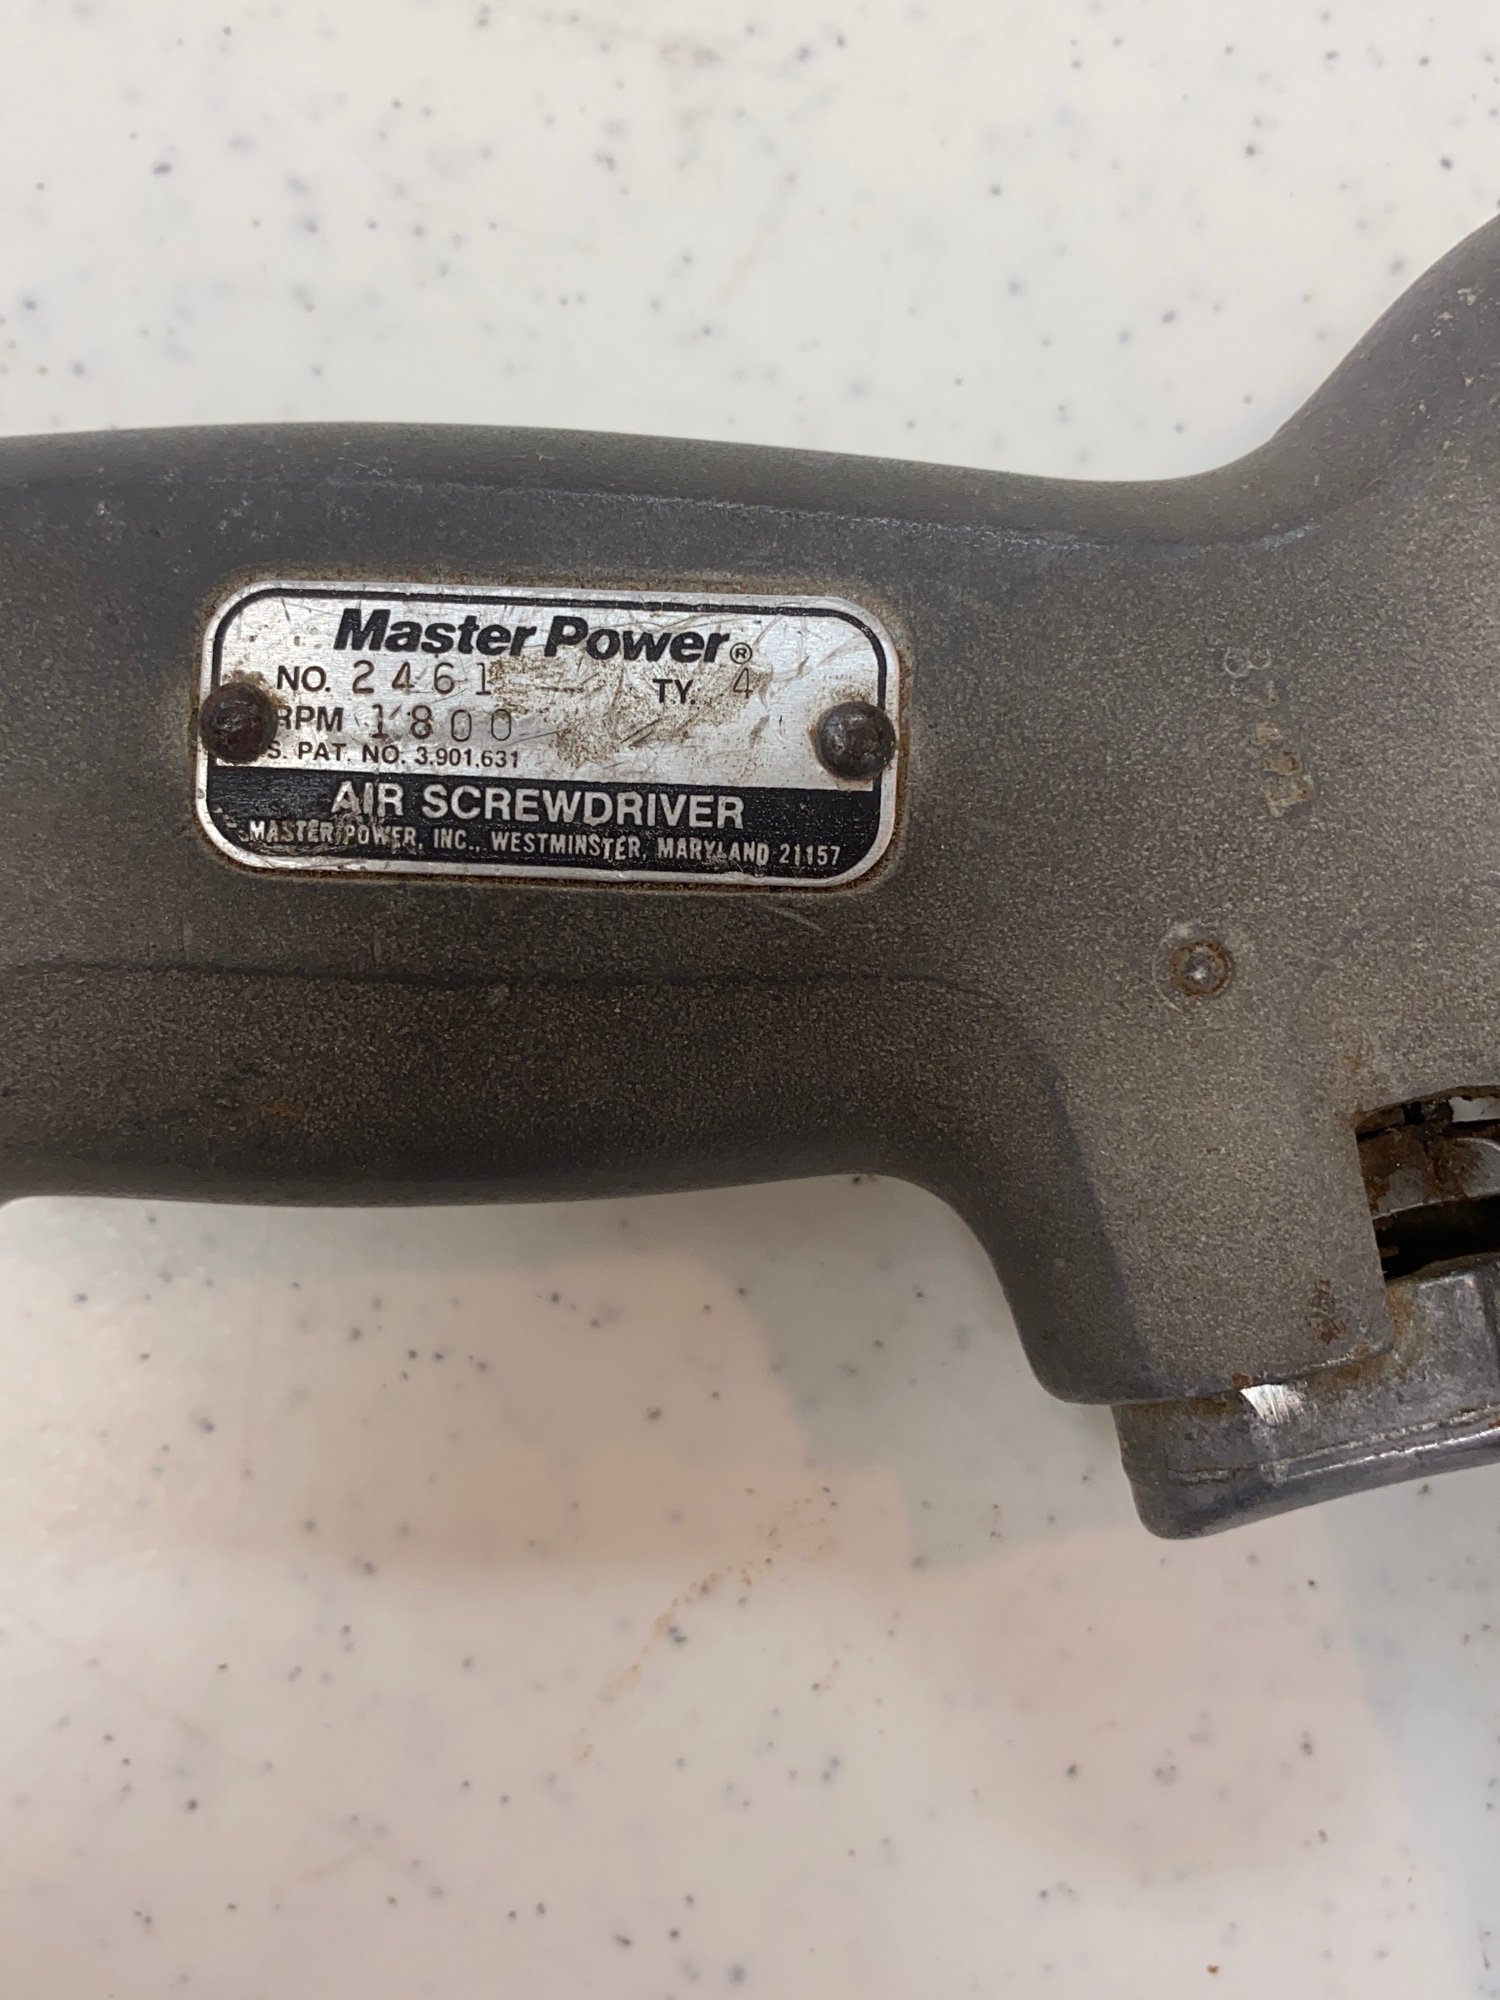 Master Power®
NO. 2461 TY. 4
RPM 1800
S. PAT. NO. 3,901,631
AIR SCREWDRIVER
MASTER POWER, INC., WESTMINSTER, MARYLAND 21157